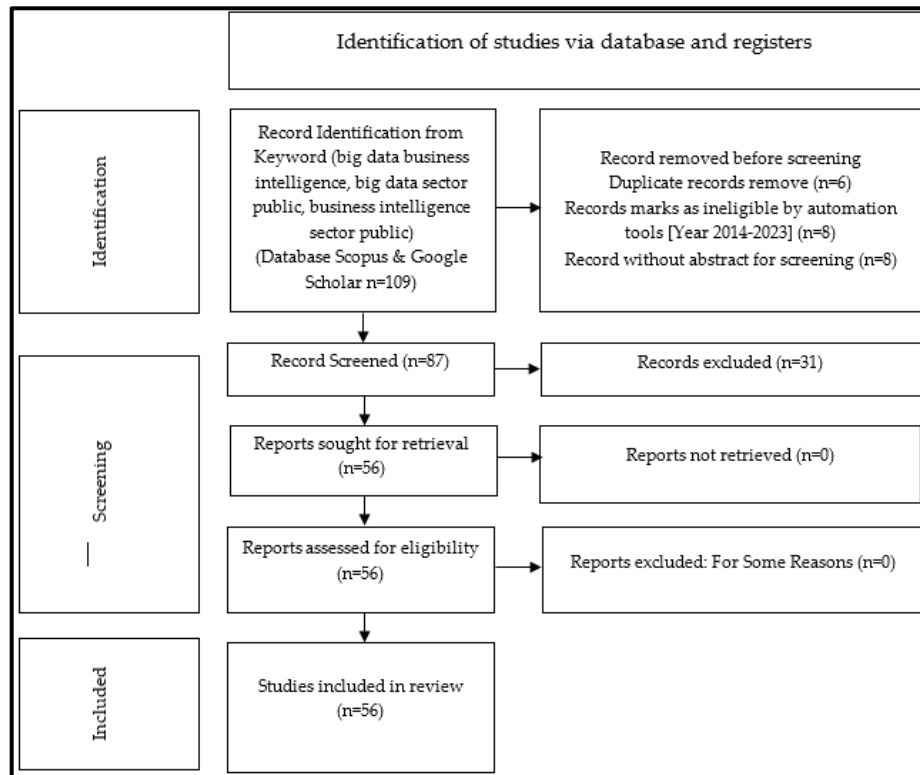 Identification of studies via database and registers
Identification
Record Identification from
Keyword (big data business
intelligence, big data sector
public, business intelligence
sector public)
(Database Scopus & Google
Scholar n=109)
Record removed before screening
Duplicate records remove (n=6)
Records marks as ineligible by automation
tools [Year 2014-2023] (n=8)
Record without abstract for screening (n=8)
Screening
Record Screened (n=87)
Records excluded (n=31)
Reports sought for retrieval
(n=56)
Reports not retrieved (n=0)
Reports assessed for eligibility
(n=56)
Reports excluded: For Some Reasons (n=0)
Included
Studies included in review
(n=56)